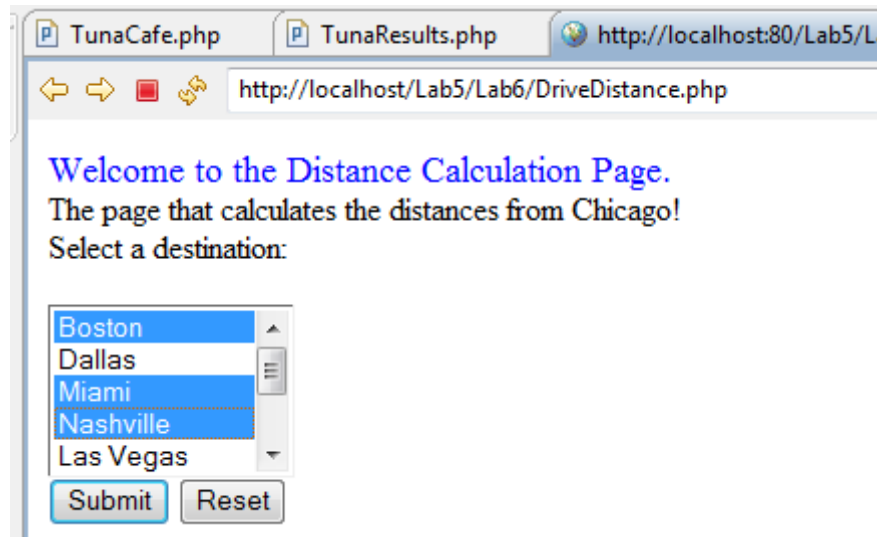 TunaCafe.php TunaResults.php http://localhost:80/Lab5/L
http://localhost/Lab5/Lab6/DriveDistance.php
Welcome to the Distance Calculation Page.
The page that calculates the distances from Chicago!
Select a destination:
Boston
Dallas
Miami
Nashville
Las Vegas
Submit Reset